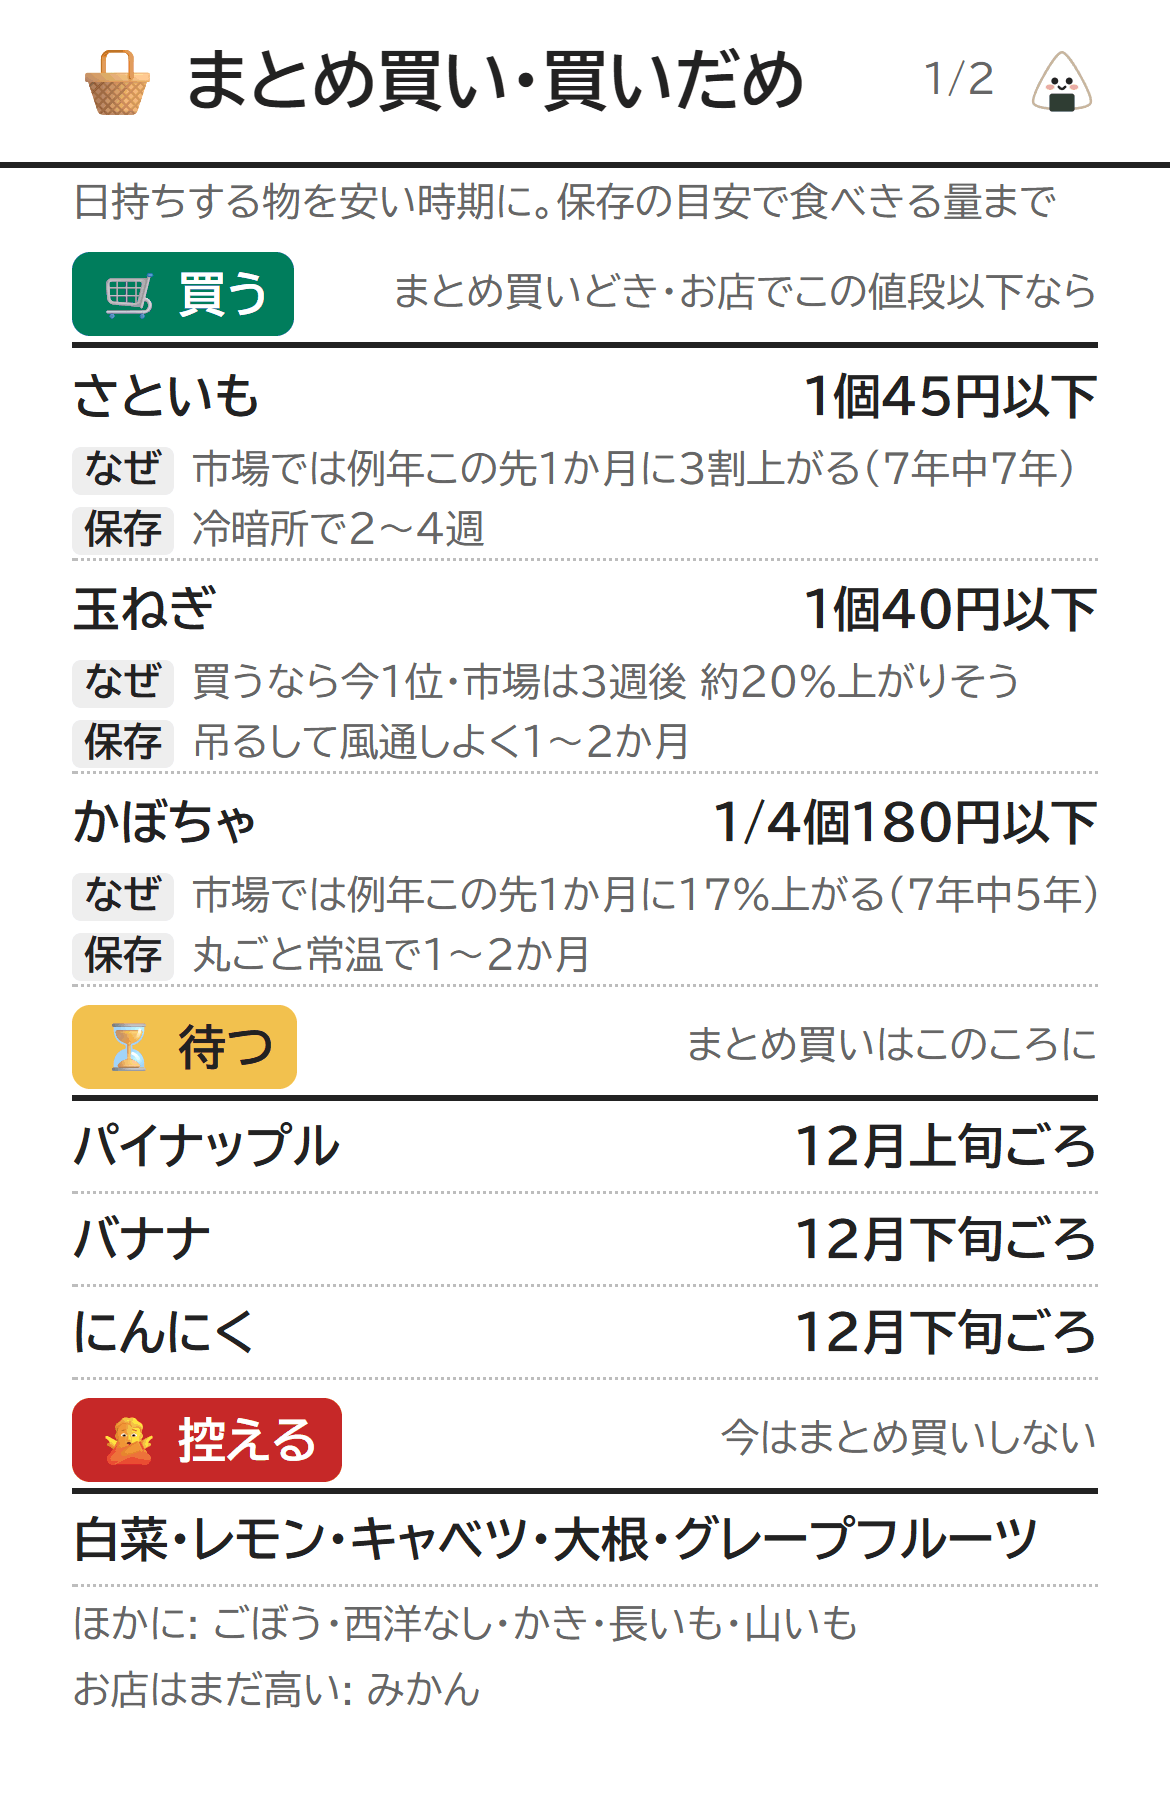 まとめ買い・買いだめ 1/2
日持ちする物を安い時期に。保存の目安で食べきる量まで
買う まとめ買いどき・お店でこの値段以下なら
さといも 1個45円以下
なぜ 市場では例年この先1か月に3割上がる（7年中7年）
保存 冷暗所で2〜4週
玉ねぎ 1個40円以下
なぜ 買うなら今1位・市場は3週後 約20%上がりそう
保存 吊るして風通しよく1〜2か月
かぼちゃ 1/4個180円以下
なぜ 市場では例年この先1か月に17%上がる（7年中5年）
保存 丸ごと常温で1〜2か月
待つ まとめ買いはこのころに
パイナップル 12月上旬ごろ
バナナ 12月下旬ごろ
にんにく 12月下旬ごろ
控える 今はまとめ買いしない
白菜・レモン・キャベツ・大根・グレープフルーツ
ほかに: ごぼう・西洋なし・かき・長いも・山いも
お店はまだ高い: みかん